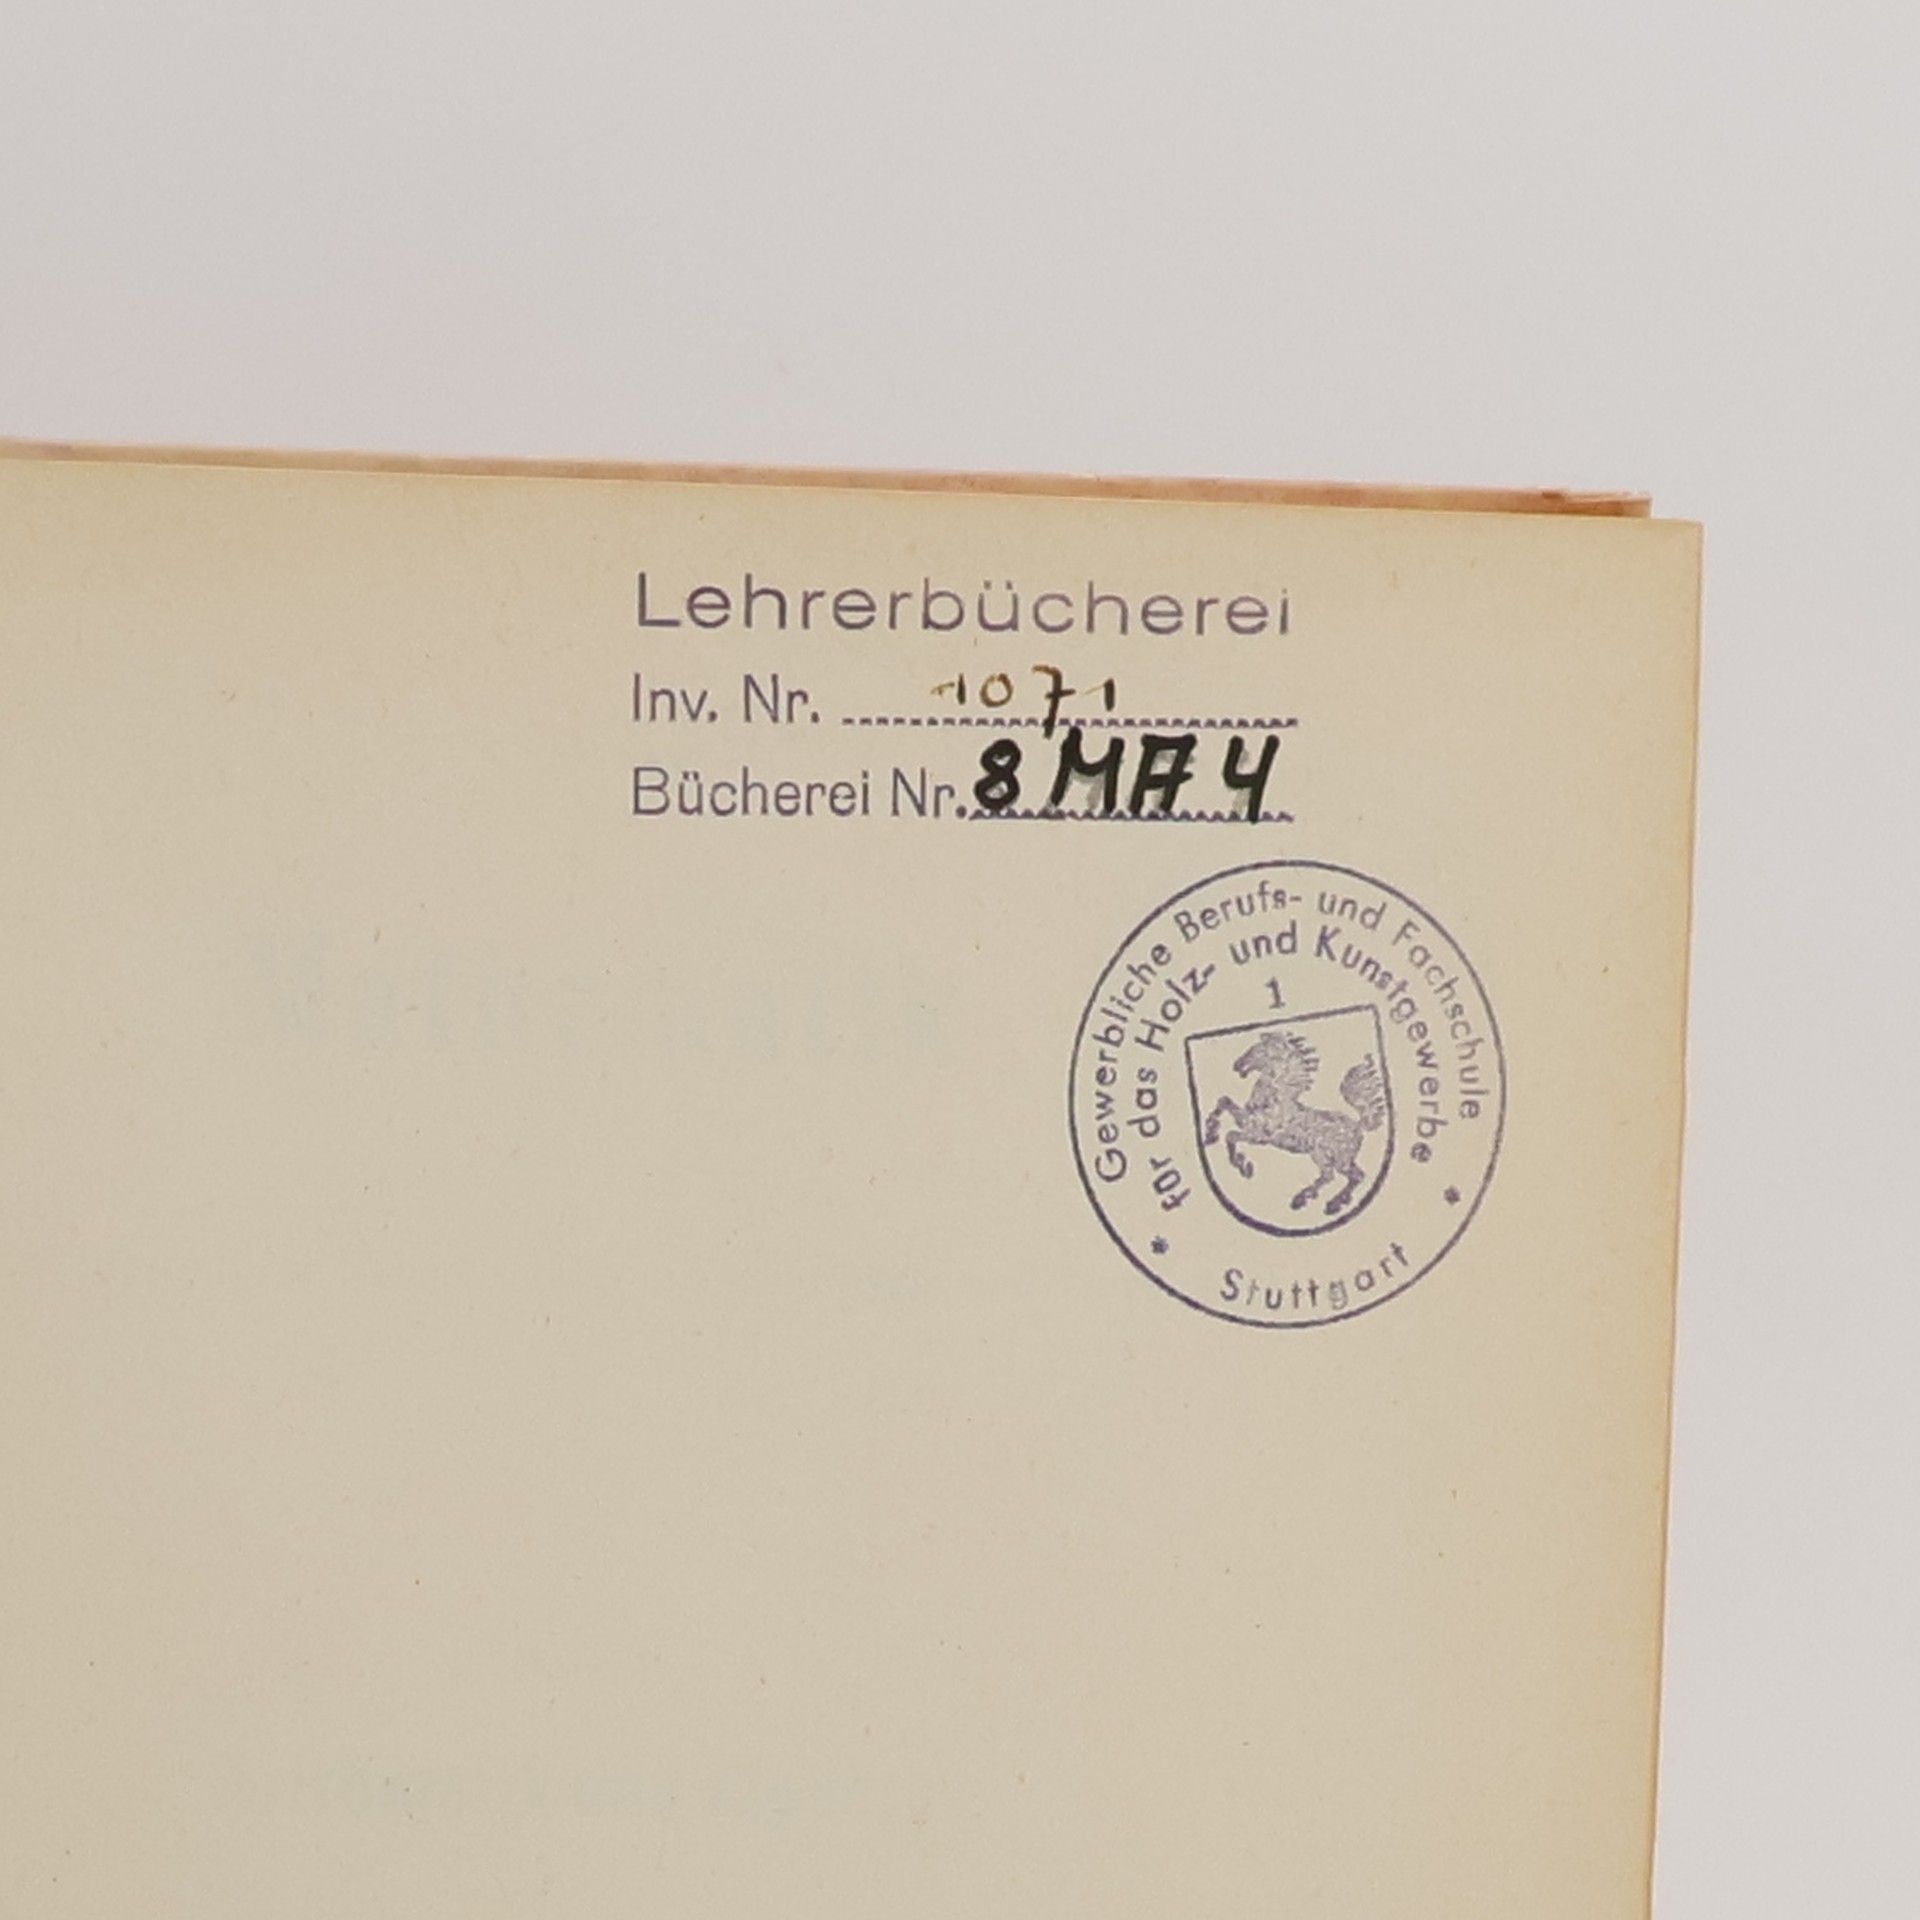 Lehrerbücherei
Inv. Nr. 1071
Bücherei Nr. 8 MA 4
Gewerbliche Berufs- und Fachschule
für das Holz- und Kunstgewerbe
1
* Stuttgart *